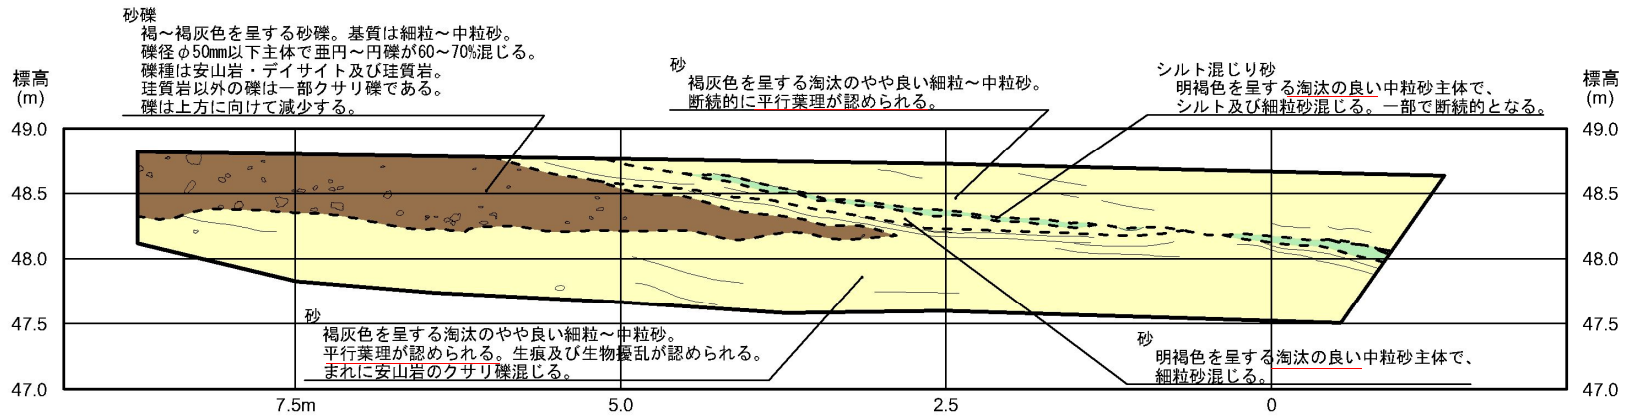 砂礫
褐～褐灰色を呈する砂礫。基質は細粒～中粒砂。
礫径φ50mm以下主体で亜円～円礫が60～70%混じる。
礫種は安山岩・デイサイト及び珪質岩。
珪質岩以外の礫は一部クサリ礫である。
礫は上方に向けて減少する。
砂
褐灰色を呈する淘汰のやや良い細粒～中粒砂。
断続的に平行葉理が認められる。
シルト混じり砂
明褐色を呈する淘汰の良い中粒砂主体で、
シルト及び細粒砂混じる。一部で断続的となる。
標高
(m)
49.0
48.5
48.0
47.5
47.0
標高
(m)
49.0
48.5
48.0
47.5
47.0
砂
褐灰色を呈する淘汰のやや良い細粒～中粒砂。
平行葉理が認められる。生痕及び生物擾乱が認められる。
まれに安山岩のクサリ礫混じる。
砂
明褐色を呈する淘汰の良い中粒砂主体で、
細粒砂混じる。
7.5m
5.0
2.5
0